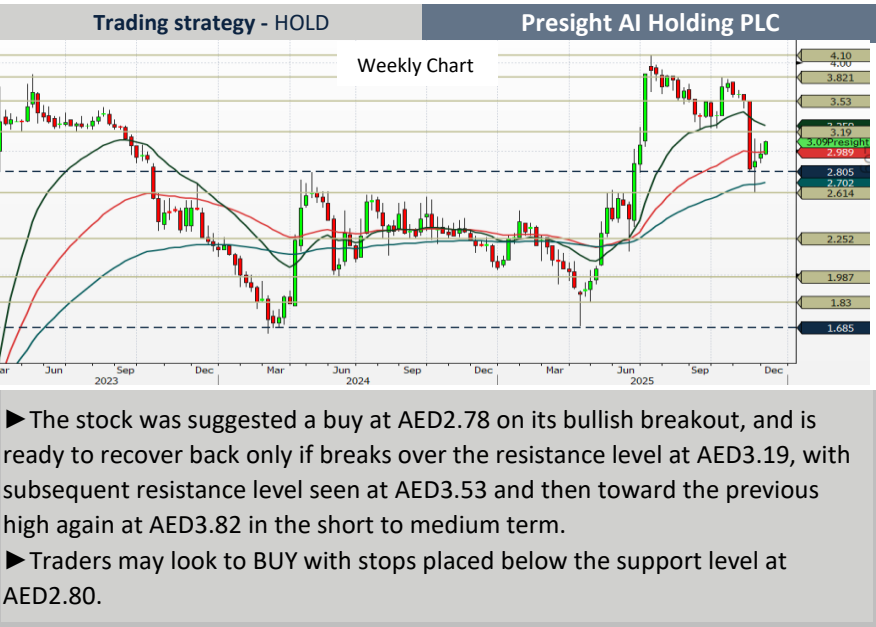 Trading strategy - HOLD
Presight AI Holding PLC
Weekly Chart
4.10
4.00
3.821
3.53
3.19
3.09Presight
2.989
2.805
2.702
2.614
2.252
1.987
1.83
1.685
ar Jun Sep Dec Mar Jun Sep Dec Mar Jun Sep Dec
2023 2024 2025
►The stock was suggested a buy at AED2.78 on its bullish breakout, and is
ready to recover back only if breaks over the resistance level at AED3.19, with
subsequent resistance level seen at AED3.53 and then toward the previous
high again at AED3.82 in the short to medium term.
►Traders may look to BUY with stops placed below the support level at
AED2.80.